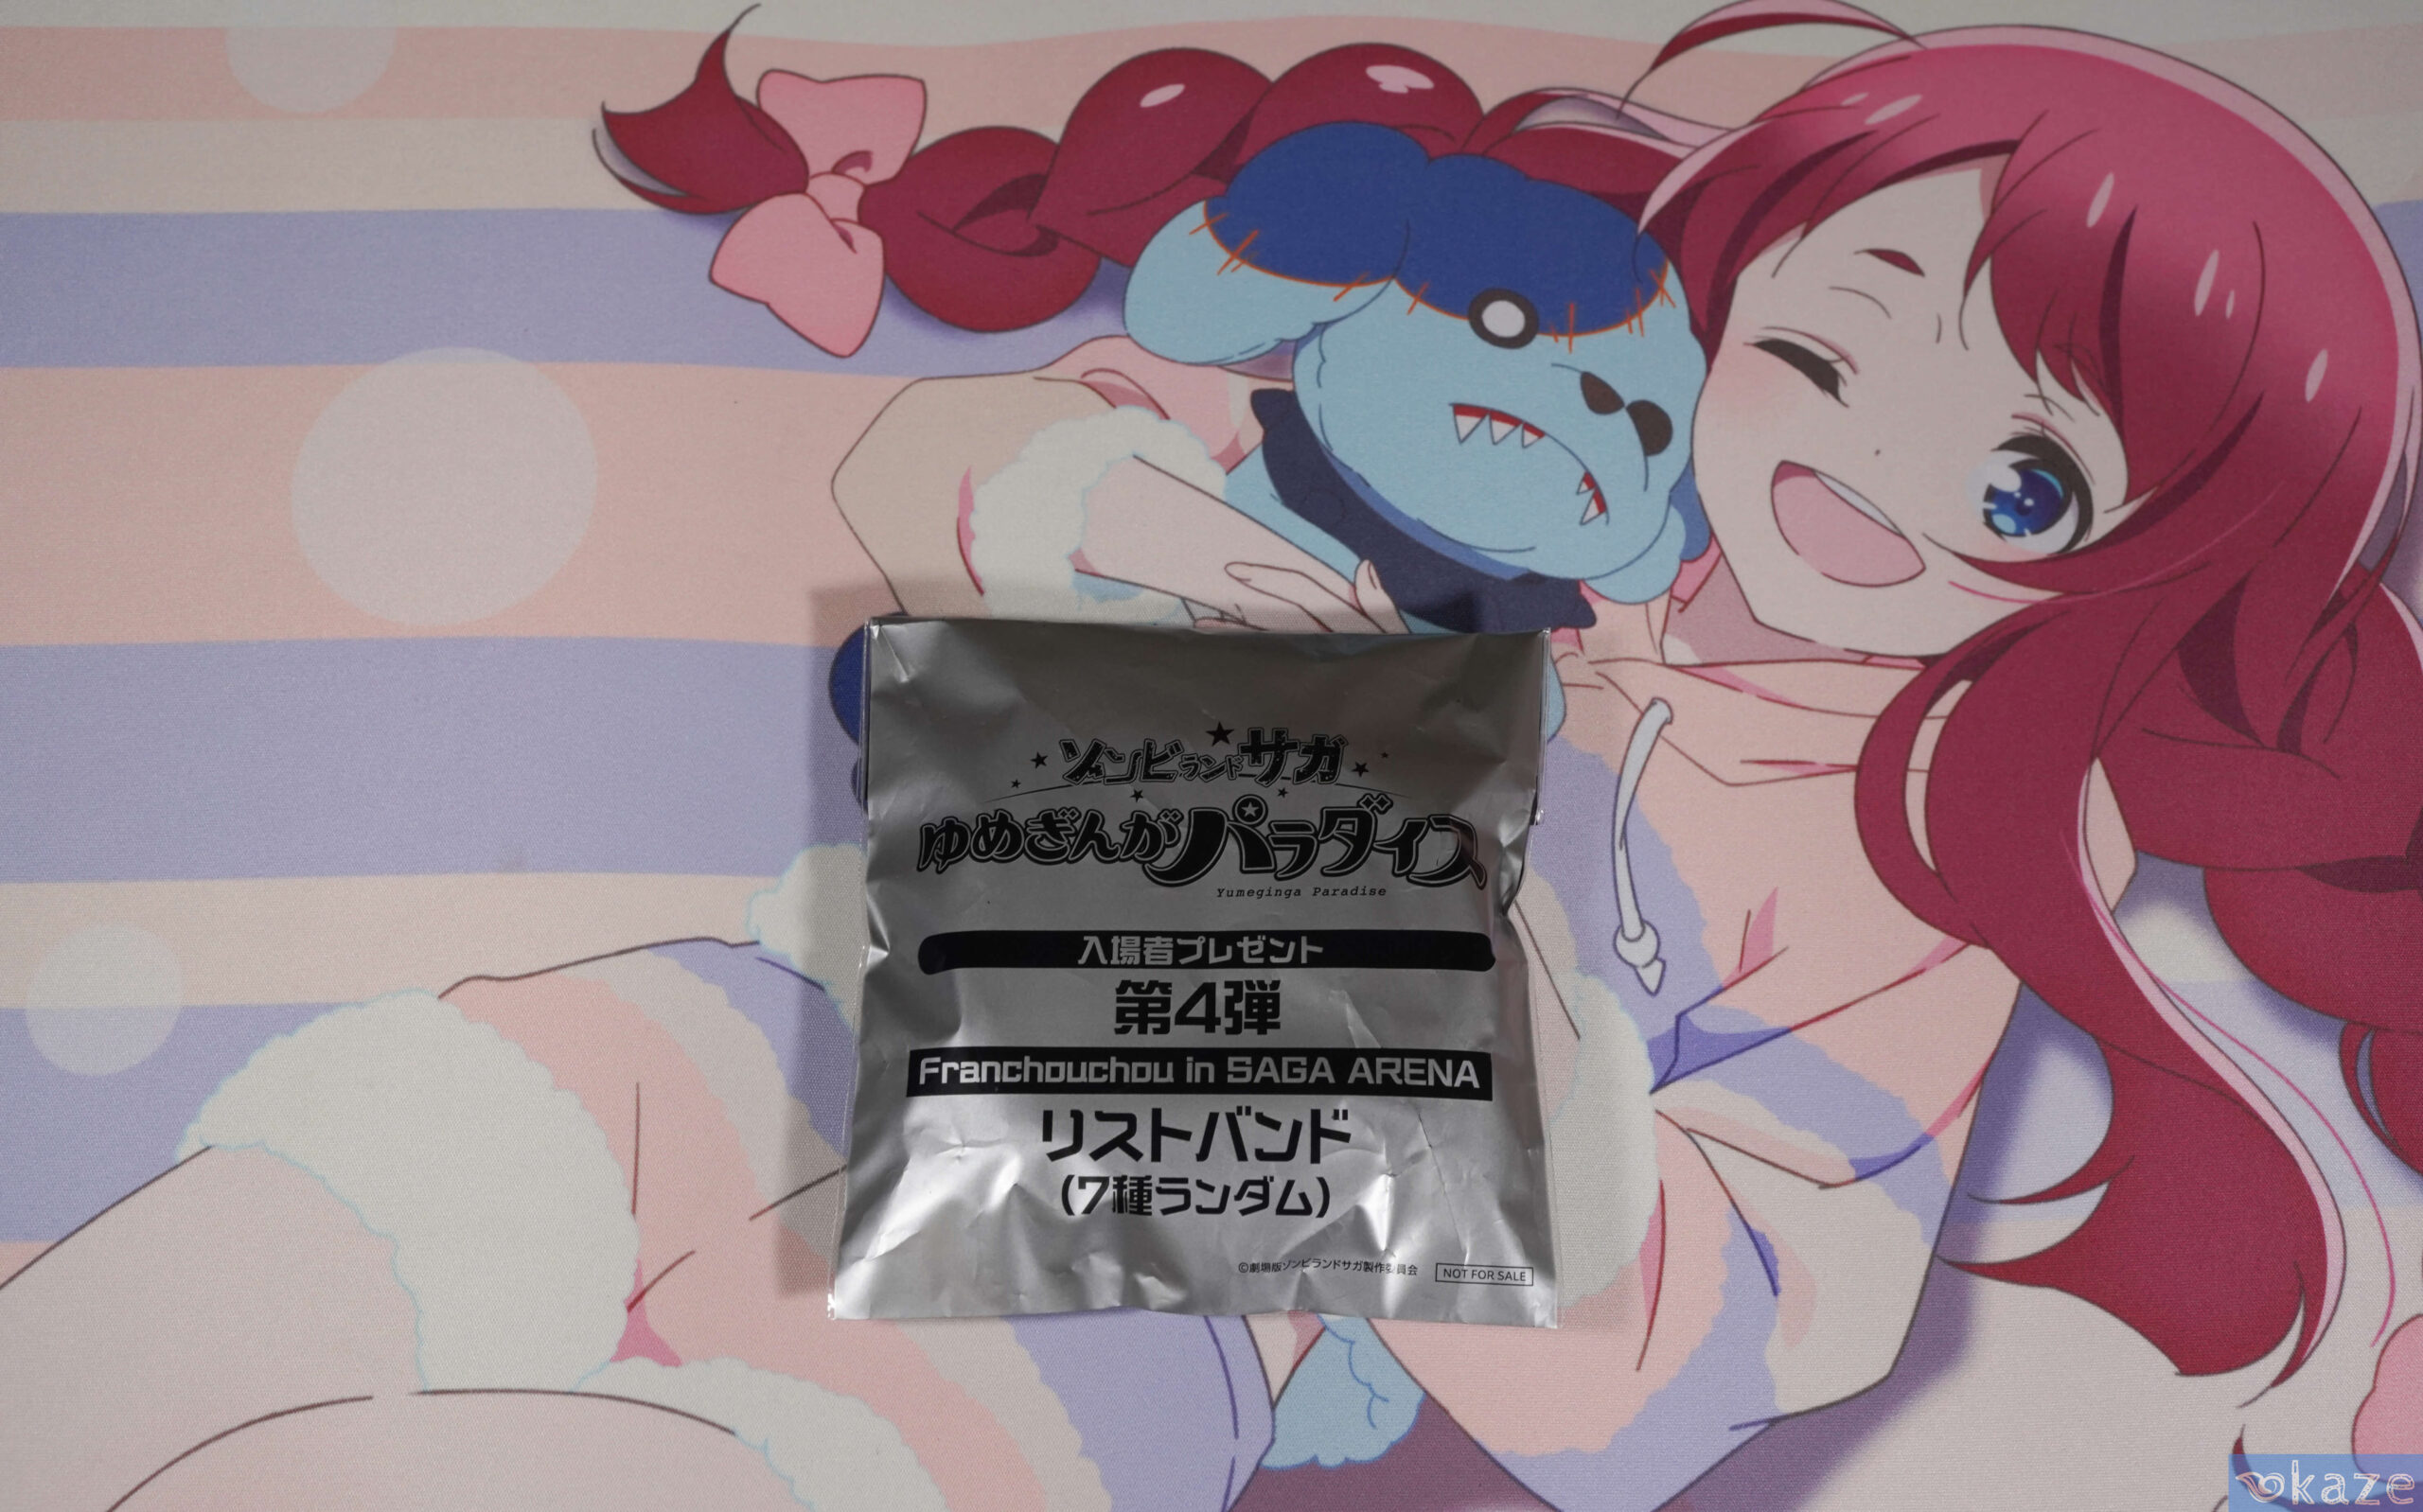 ゾンビランドサガ
ゆめぎんがパラダイス
Yumeginga Paradise
入場者プレゼント
第4弾
Franchouchou in SAGA ARENA
リストバンド
(7種ランダム)
©劇場版ゾンビランドサガ製作委員会
NOT FOR SALE
okaze